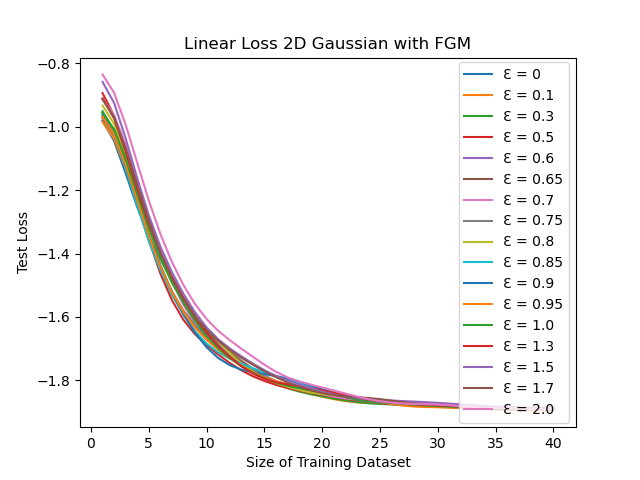 Linear Loss 2D Gaussian with FGM
Test Loss
−0.8
−1.0
−1.2
−1.4
−1.6
−1.8
0 5 10 15 20 25 30 35 40
Size of Training Dataset
Ɛ = 0
Ɛ = 0.1
Ɛ = 0.3
Ɛ = 0.5
Ɛ = 0.6
Ɛ = 0.65
Ɛ = 0.7
Ɛ = 0.75
Ɛ = 0.8
Ɛ = 0.85
Ɛ = 0.9
Ɛ = 0.95
Ɛ = 1.0
Ɛ = 1.3
Ɛ = 1.5
Ɛ = 1.7
Ɛ = 2.0